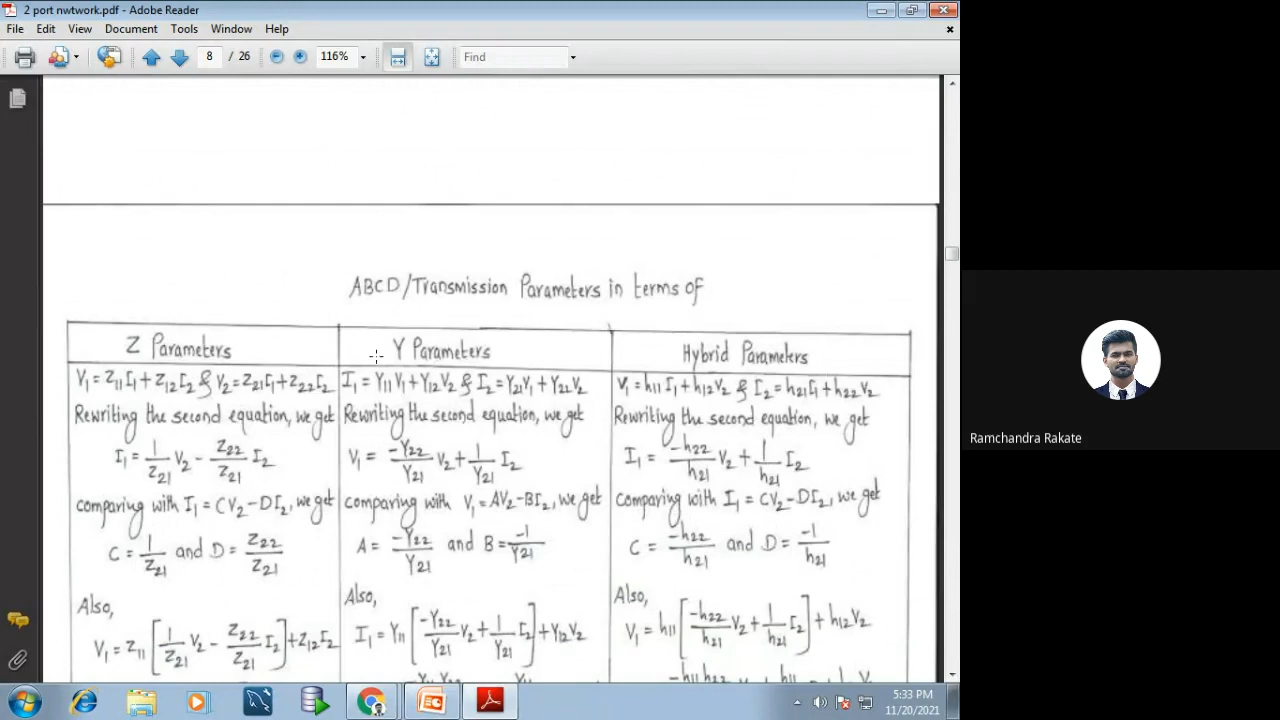 2 port nwtwork.pdf - Adobe Reader
File Edit View Document Tools Window Help
8 / 26 116% Find
ABCD/Transmission Parameters in terms of
Z Parameters
V₁ = Z₁₁I₁ + Z₁₂I₂ & V₂ = Z₂₁I₁ + Z₂₂I₂
Rewriting the second equation, we get
I₁ = 1/Z₂₁ V₂ - Z₂₂/Z₂₁ I₂
comparing with I₁ = CV₂ - DI₂, we get
C = 1/Z₂₁ and D = Z₂₂/Z₂₁
Also,
V₁ = Z₁₁ [1/Z₂₁ V₂ - Z₂₂/Z₂₁ I₂] + Z₁₂I₂
Y Parameters
I₁ = Y₁₁V₁ + Y₁₂V₂ & I₂ = Y₂₁V₁ + Y₂₂V₂
Rewriting the second equation, we get
V₁ = -Y₂₂/Y₂₁ V₂ + 1/Y₂₁ I₂
comparing with V₁ = AV₂ - BI₂, we get
A = -Y₂₂/Y₂₁ and B = -1/Y₂₁
Also,
I₁ = Y₁₁ [-Y₂₂/Y₂₁ V₂ + 1/Y₂₁ I₂] + Y₁₂V₂
Hybrid Parameters
V₁ = h₁₁I₁ + h₁₂V₂ & I₂ = h₂₁I₁ + h₂₂V₂
Rewriting the second equation, we get
I₁ = -h₂₂/h₂₁ V₂ + 1/h₂₁ I₂
comparing with I₁ = CV₂ - DI₂, we get
C = -h₂₂/h₂₁ and D = -1/h₂₁
Also,
V₁ = h₁₁ [-h₂₂/h₂₁ V₂ + 1/h₂₁ I₂] + h₁₂V₂
Ramchandra Rakate
5:33 PM
11/20/2021